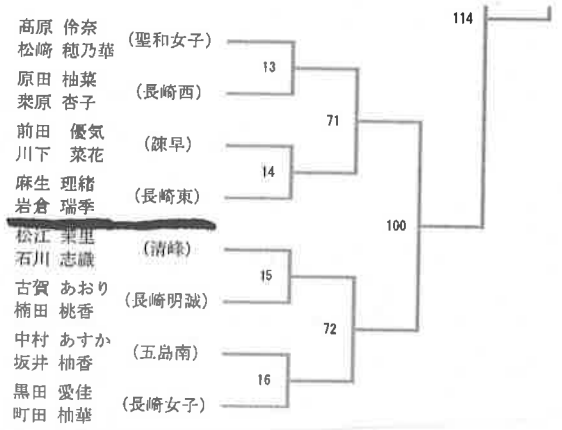 114
高原 伶奈
松﨑 穂乃華
(聖和女子)
13
原田 柚菜
栗原 杏子
(長崎西)
71
前田 優気
川下 菜花
(諫早)
14
麻生 理緒
岩倉 瑞季
(長崎東)
100
松江 茉里
石川 志識
(清峰)
15
古賀 あおり
楠田 桃香
(長崎明誠)
72
中村 あすか
坂井 柚香
(五島南)
16
黒田 愛佳
町田 柚華
(長崎女子)